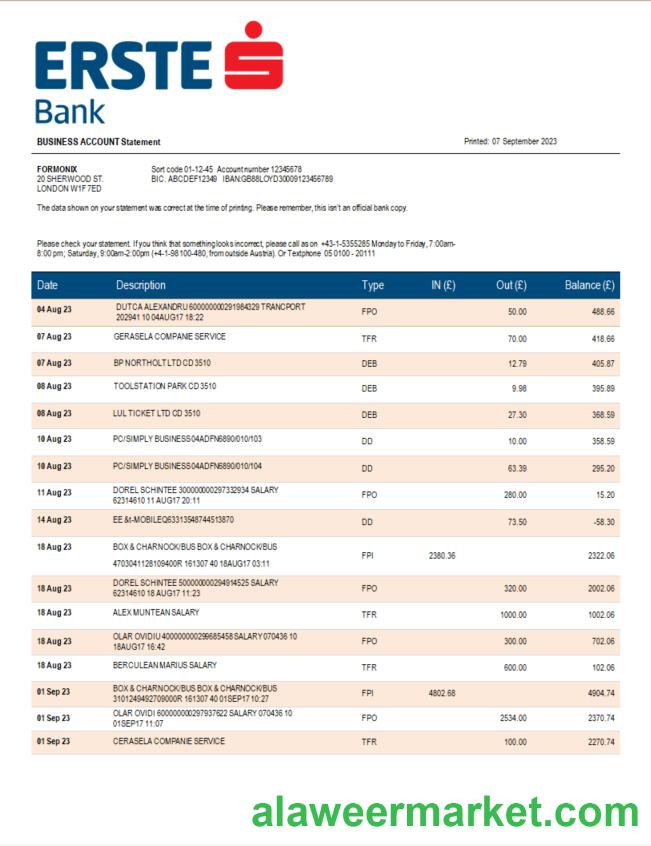 ERSTE
Bank
BUSINESS ACCOUNT Statement Printed: 07 September 2023
FORMONIX Sort code 01-12-45 Account number 12345678
20 SHERWOOD ST. BIC: ABCDEF12349 IBAN:GB88LOYD30009123456789
LONDON W1F 7ED
The data shown on your statement was correct at the time of printing. Please remember, this isn't an official bank copy.
Please check your statement. If you think that something looks incorrect, please call as on +43-1-5355285 Monday to Friday, 7:00am-
8:00 pm; Saturday, 9:00am-2:00pm (+4-1-98100-480, from outside Austria). Or Textphone 05 0100 - 20111
Date Description Type IN (£) Out (£) Balance (£)
04 Aug 23 DUTCA ALEXANDRU 600000000291984329 TRANCPORT FPO 50.00 488.66
202941 10 04AUG17 18:22
07 Aug 23 GERASELA COMPANIE SERVICE TFR 70.00 418.66
07 Aug 23 BP NORTHOLT LTD CD 3510 DEB 12.79 405.87
08 Aug 23 TOOLSTATION PARK CD 3510 DEB 9.98 395.89
08 Aug 23 LUL TICKET LTD CD 3510 DEB 27.30 368.59
10 Aug 23 PC/SIMPLY BUSINESS04ADFN6890/010/103 DD 10.00 358.59
10 Aug 23 PC/SIMPLY BUSINESS04ADFN6890/010/104 DD 63.39 295.20
11 Aug 23 DOREL SCHINTEE 300000000297332934 SALARY FPO 280.00 15.20
62314610 11 AUG17 20:11
14 Aug 23 EE &t-MOBILEQ63313548744513870 DD 73.50 -58.30
18 Aug 23 BOX & CHARNOCK/BUS BOX & CHARNOCK/BUS FPI 2380.36 2322.06
4703041128109400R 161307 40 18AUG17 03:11
18 Aug 23 DOREL SCHINTEE 500000000294914525 SALARY FPO 320.00 2002.06
62314610 18 AUG17 11:23
18 Aug 23 ALEX MUNTEAN SALARY TFR 1000.00 1002.06
18 Aug 23 OLAR OVIDIU 400000000299685458 SALARY 070436 10 FPO 300.00 702.06
18AUG17 16:42
18 Aug 23 BERCULEAN MARIUS SALARY TFR 600.00 102.06
01 Sep 23 BOX & CHARNOCK/BUS BOX & CHARNOCK/BUS FPI 4802.68 4904.74
3101249492709000R 161307 40 01SEP17 10:27
01 Sep 23 OLAR OVIDI 600000000297937622 SALARY 070436 10 FPO 2534.00 2370.74
01SEP17 11:07
01 Sep 23 CERASELA COMPANIE SERVICE TFR 100.00 2270.74
alaweermarket.com